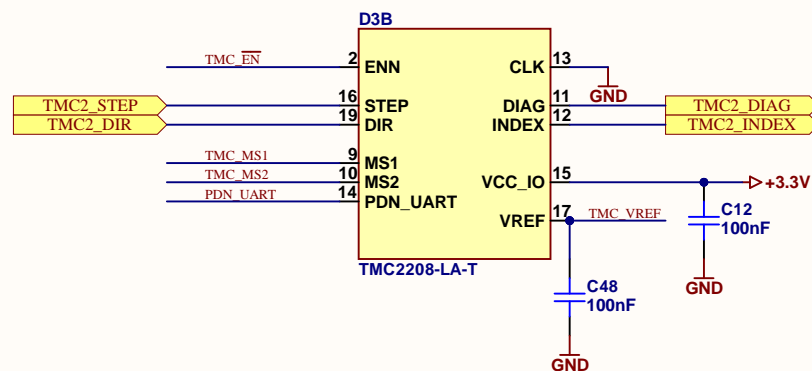 D3B
TMC_EN 2 ENN CLK 13
GND
TMC2_STEP 16 STEP DIAG 11 TMC2_DIAG
TMC2_DIR 19 DIR INDEX 12 TMC2_INDEX
TMC_MS1 9 MS1
TMC_MS2 10 MS2 VCC_IO 15 +3.3V
PDN_UART 14 PDN_UART
VREF 17 TMC_VREF
C12
100nF
GND
TMC2208-LA-T
C48
100nF
GND